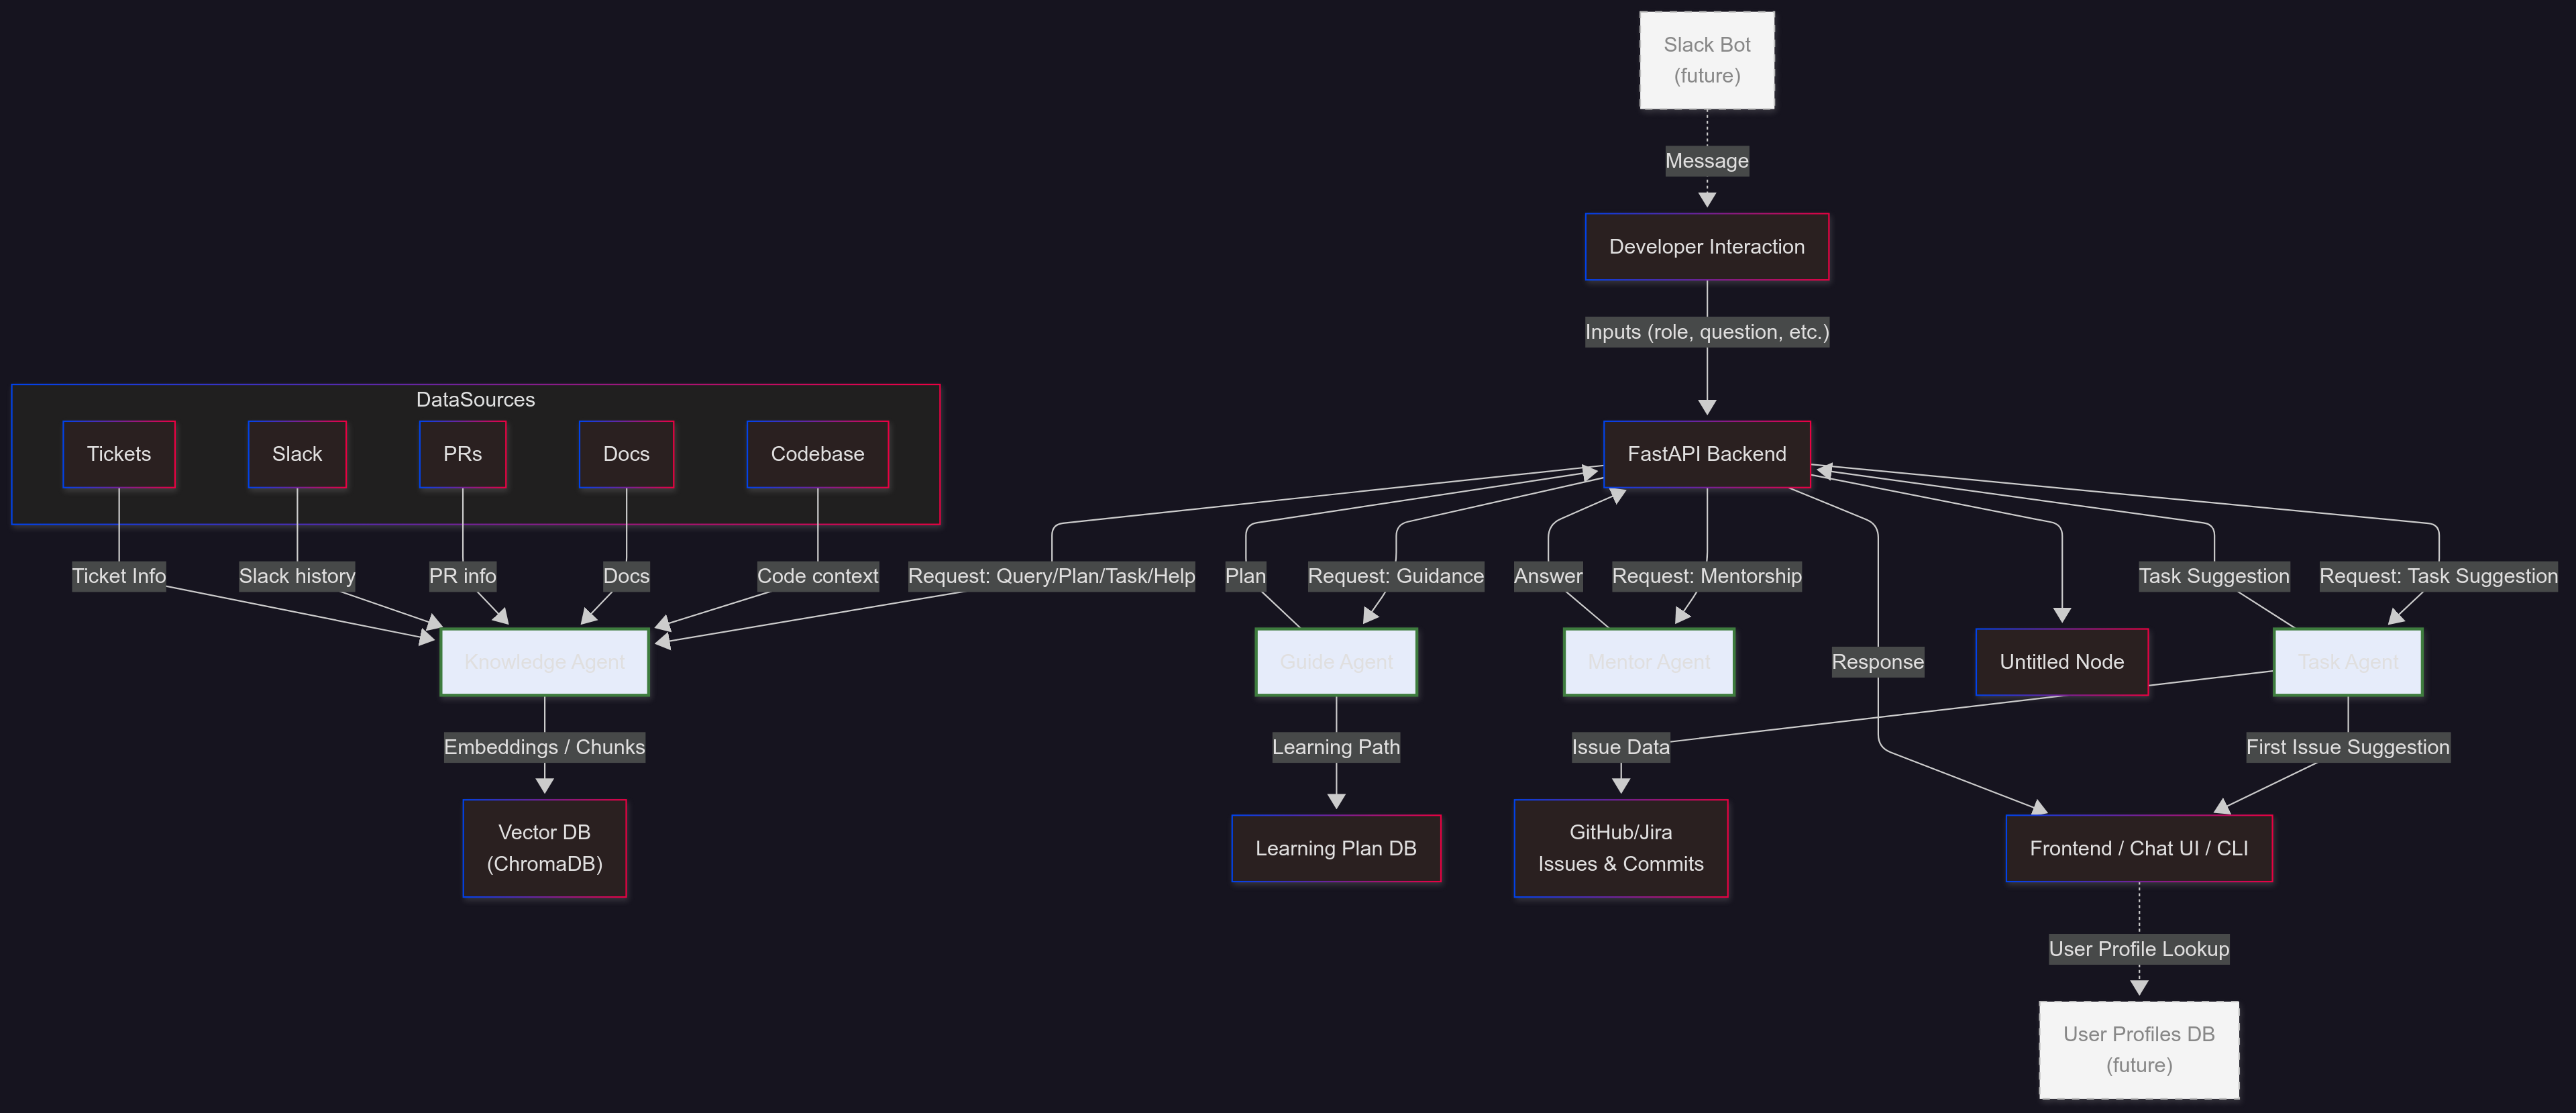 Slack Bot
(future)
Message
Developer Interaction
Inputs (role, question, etc.)
DataSources
Tickets
Slack
PRs
Docs
Codebase
FastAPI Backend
Ticket Info
Slack history
PR info
Docs
Code context
Request: Query/Plan/Task/Help
Plan
Request: Guidance
Answer
Request: Mentorship
Task Suggestion
Request: Task Suggestion
Knowledge Agent
Guide Agent
Mentor Agent
Response
Untitled Node
Task Agent
Embeddings / Chunks
Learning Path
Issue Data
First Issue Suggestion
Vector DB
(ChromaDB)
Learning Plan DB
GitHub/Jira
Issues & Commits
Frontend / Chat UI / CLI
User Profile Lookup
User Profiles DB
(future)